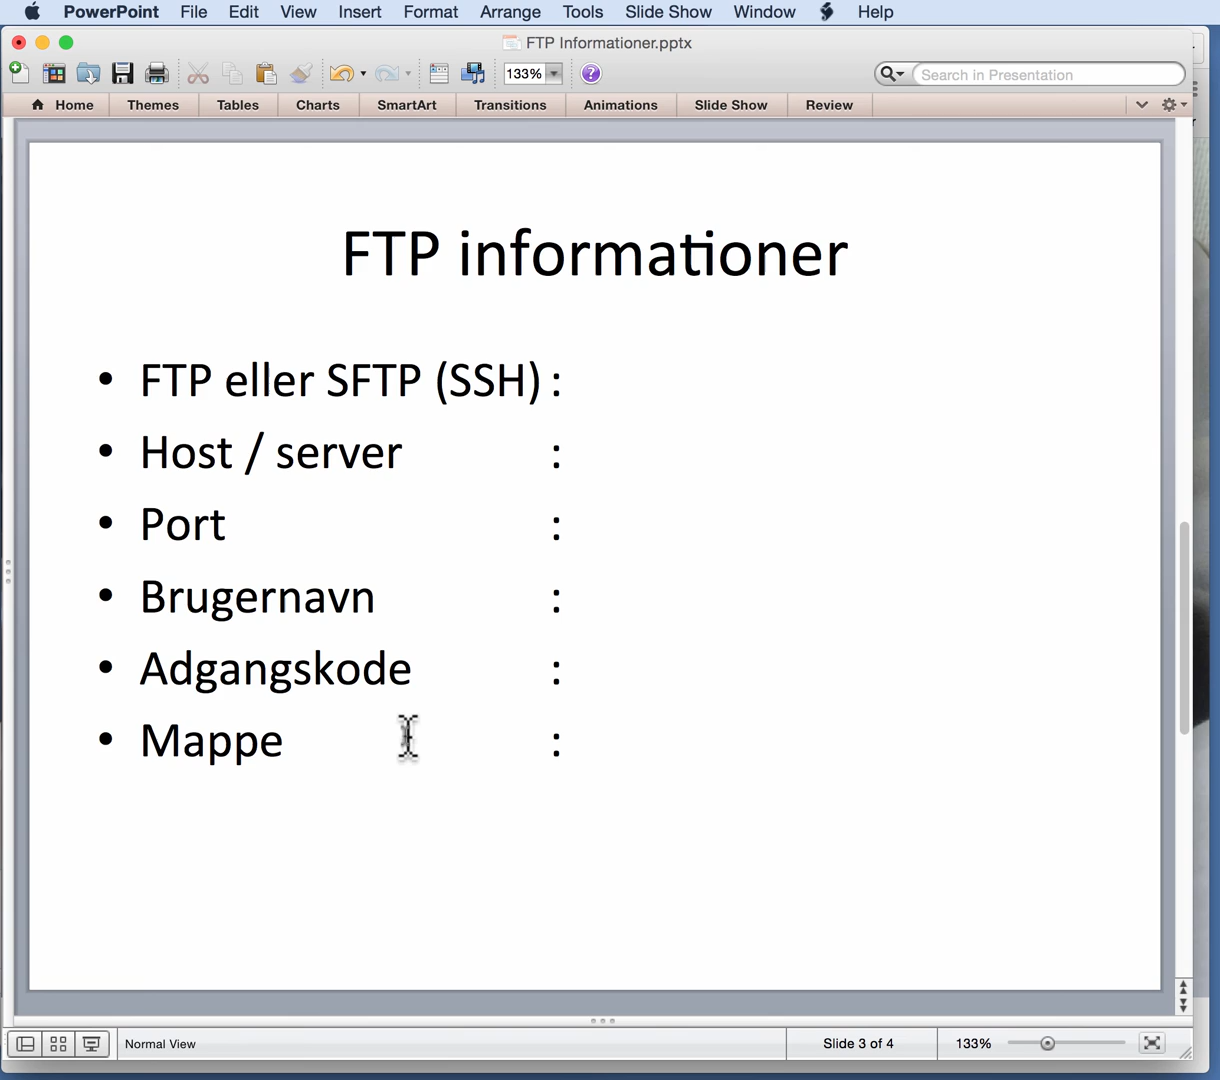 PowerPoint File Edit View Insert Format Arrange Tools Slide Show Window Help
FTP Informationer.pptx
133% Search in Presentation
Home Themes Tables Charts SmartArt Transitions Animations Slide Show Review
FTP informationer
• FTP eller SFTP (SSH) :
• Host / server :
• Port :
• Brugernavn :
• Adgangskode :
• Mappe :
Normal View Slide 3 of 4 133%